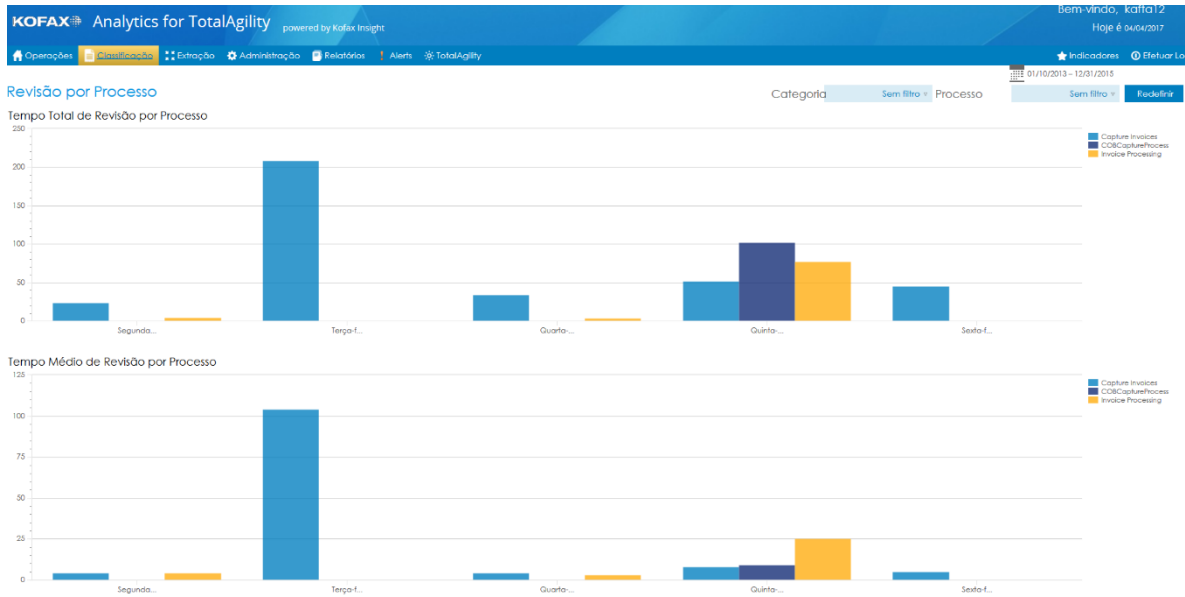 KOFAX Analytics for TotalAgility powered by Kofax Insight
Bem-vindo, kafta12
Hoje é 04/04/2017
Operações Classificação Extração Administração Relatórios Alerts TotalAgility Indicadores Efetuar Lo
01/10/2013 – 12/31/2015
Revisão por Processo
Categoria Sem filtro Processo Sem filtro Redefinir
Tempo Total de Revisão por Processo
250
200
150
100
50
0
Capture Invoices
COBCaptureProcess
Invoice Processing
Segunda... Terça-f... Quarta-... Quinta-... Sexta-f...
Tempo Médio de Revisão por Processo
125
100
75
50
25
0
Capture Invoices
COBCaptureProcess
Invoice Processing
Segunda... Terça-f... Quarta-... Quinta-... Sexta-f...